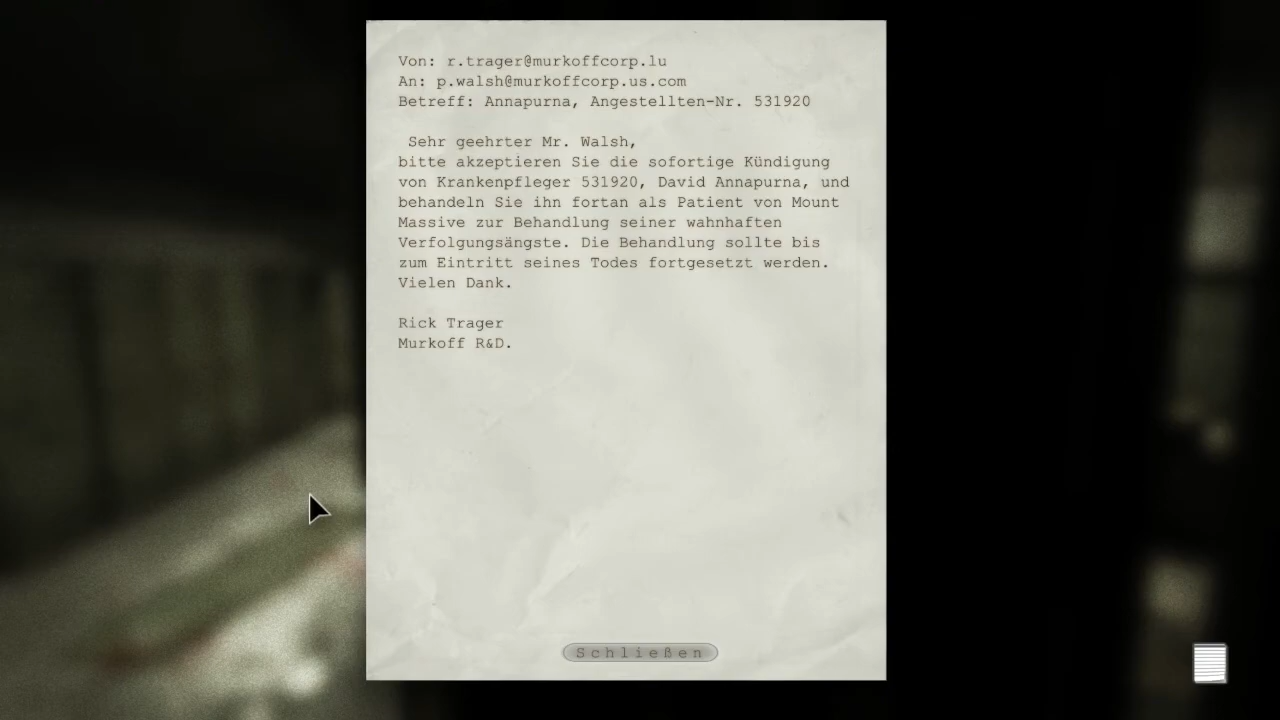 Von: r.trager@murkoffcorp.lu
An: p.walsh@murkoffcorp.us.com
Betreff: Annapurna, Angestellten-Nr. 531920
Sehr geehrter Mr. Walsh,
bitte akzeptieren Sie die sofortige Kündigung
von Krankenpfleger 531920, David Annapurna, und
behandeln Sie ihn fortan als Patient von Mount
Massive zur Behandlung seiner wahnhaften
Verfolgungsängste. Die Behandlung sollte bis
zum Eintritt seines Todes fortgesetzt werden.
Vielen Dank.
Rick Trager
Murkoff R&D.
Schließen